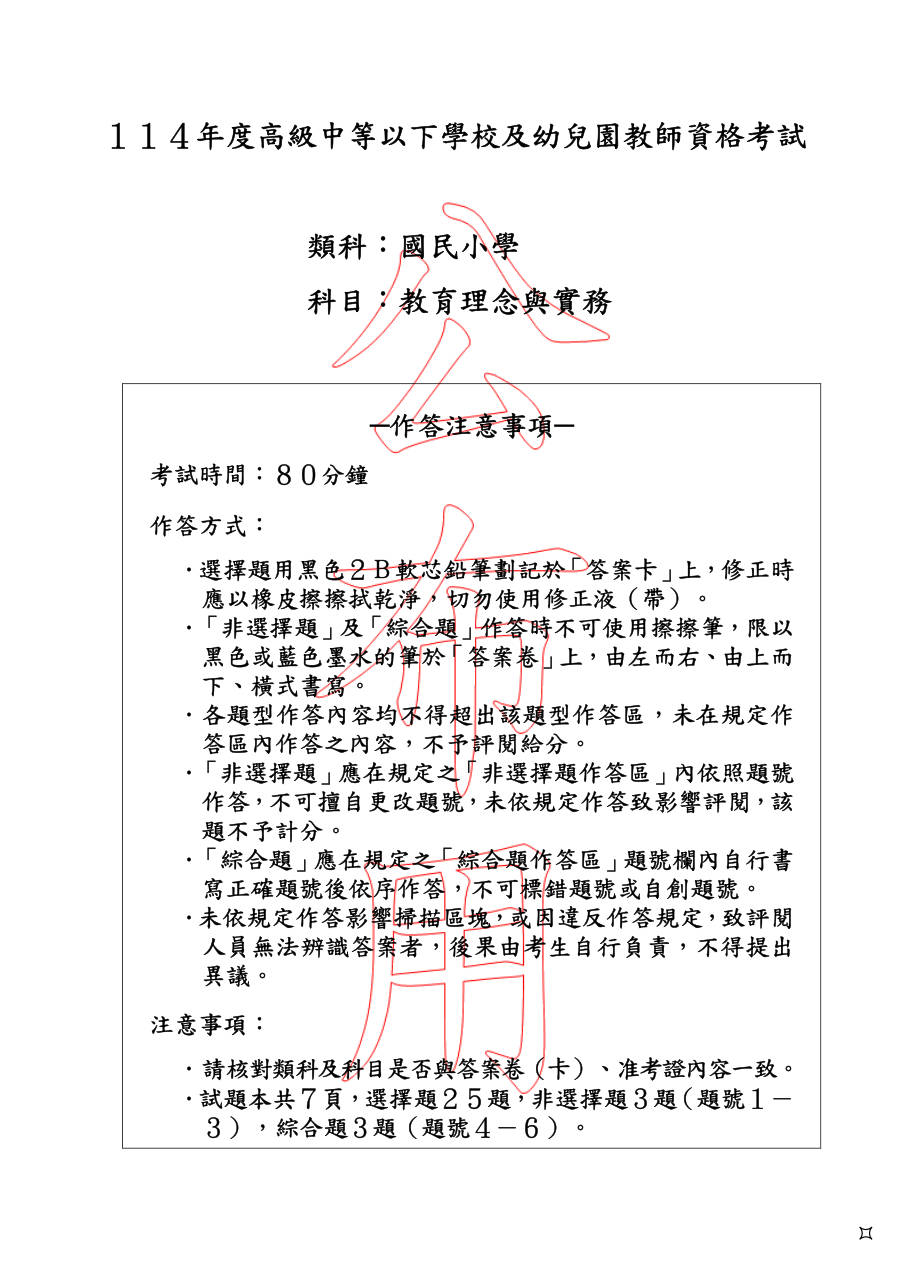 114年度高級中等以下學校及幼兒園教師資格考試
類科：國民小學
科目：教育理念與實務
—作答注意事項—
考試時間：80分鐘
作答方式：
·選擇題用黑色2B軟芯鉛筆劃記於「答案卡」上，修正時
應以橡皮擦擦拭乾淨，切勿使用修正液（帶）。
·「非選擇題」及「綜合題」作答時不可使用擦擦筆，限以
黑色或藍色墨水的筆於「答案卷」上，由左而右、由上而
下、橫式書寫。
·各題型作答內容均不得超出該題型作答區，未在規定作
答區內作答之內容，不予評閱給分。
·「非選擇題」應在規定之「非選擇題作答區」內依照題號
作答，不可擅自更改題號，未依規定作答致影響評閱，該
題不予計分。
·「綜合題」應在規定之「綜合題作答區」題號欄內自行書
寫正確題號後依序作答，不可標錯題號或自創題號。
·未依規定作答影響掃描區塊，或因違反作答規定，致評閱
人員無法辨識答案者，後果由考生自行負責，不得提出
異議。
注意事項：
·請核對類科及科目是否與答案卷（卡）、准考證內容一致。
·試題本共7頁，選擇題25題，非選擇題3題（題號1－
3），綜合題3題（題號4－6）。
公布用